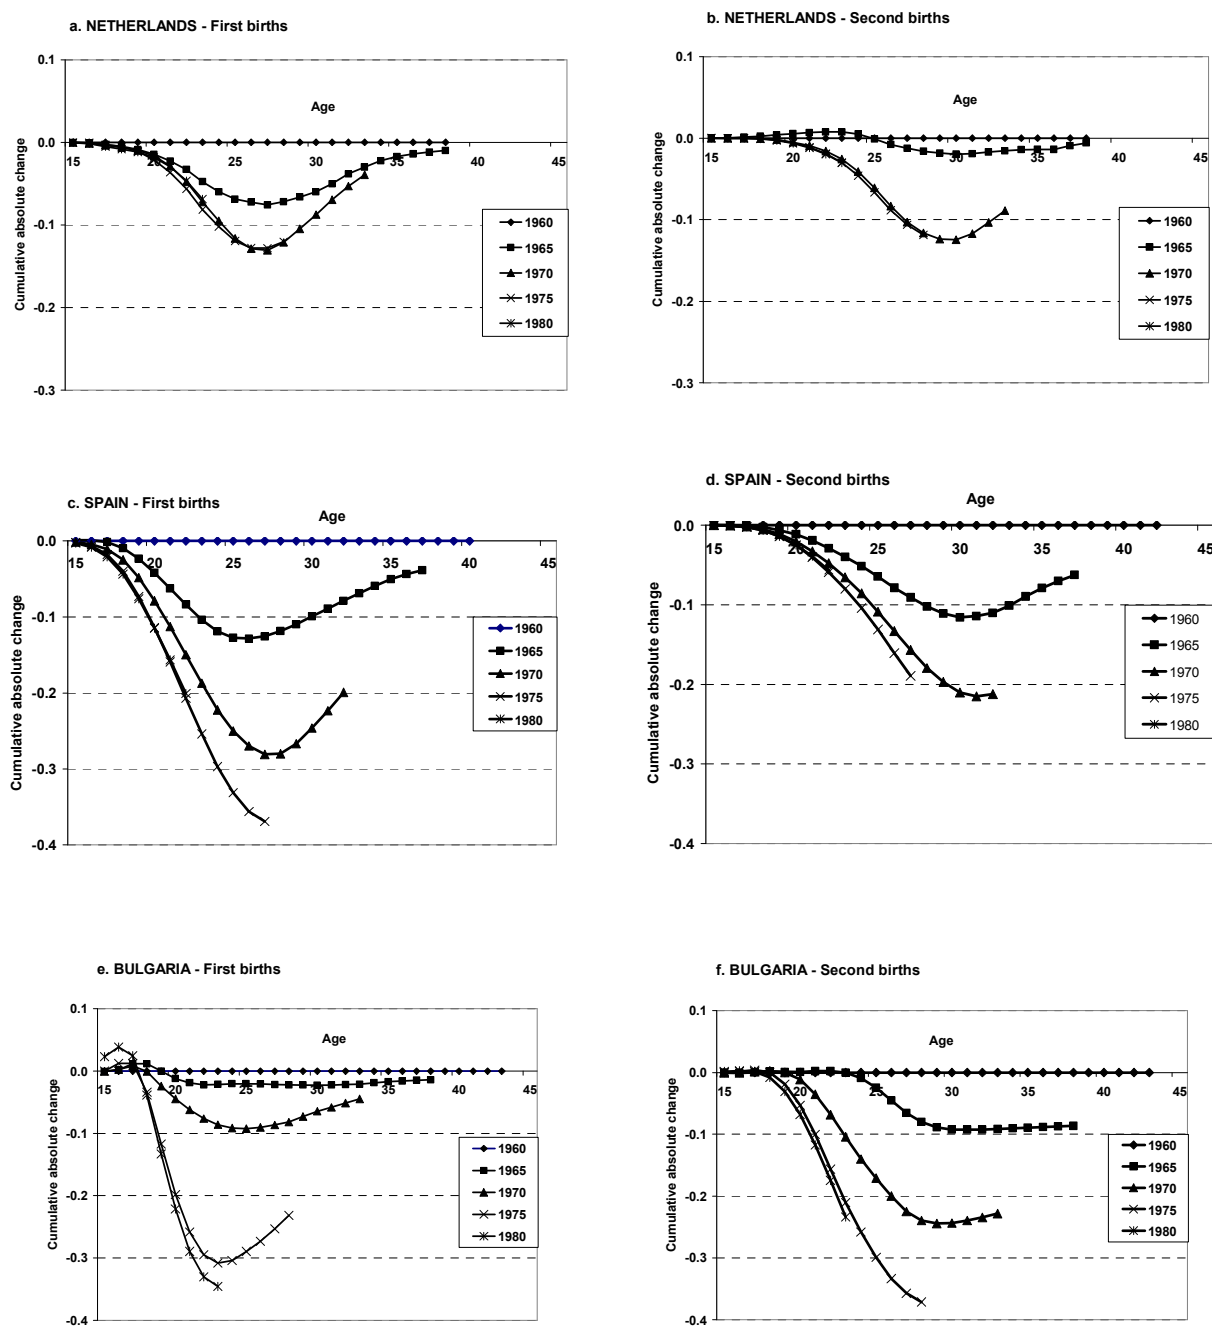 a. NETHERLANDS - First births
0.1
0.0
-0.1
-0.2
-0.3
Age
15 20 25 30 35 40 45
Cumulative absolute change
1960
1965
1970
1975
1980
b. NETHERLANDS - Second births
0.1
0.0
-0.1
-0.2
-0.3
Age
15 20 25 30 35 40 45
Cumulative absolute change
1960
1965
1970
1975
1980
c. SPAIN - First births
Age
0.0
-0.1
-0.2
-0.3
-0.4
15 20 25 30 35 40 45
Cumulative absolute change
1960
1965
1970
1975
1980
d. SPAIN - Second births
Age
0.0
-0.1
-0.2
-0.3
-0.4
15 20 25 30 35 40 45
Cumulative absolute change
1960
1965
1970
1975
1980
e. BULGARIA - First births
0.1
0.0
-0.1
-0.2
-0.3
-0.4
Age
15 20 25 30 35 40 45
Cumulative absolute change
1960
1965
1970
1975
1980
f. BULGARIA - Second births
0.1
0.0
-0.1
-0.2
-0.3
-0.4
Age
15 20 25 30 35 40 45
Cumulative absolute change
1960
1965
1970
1975
1980